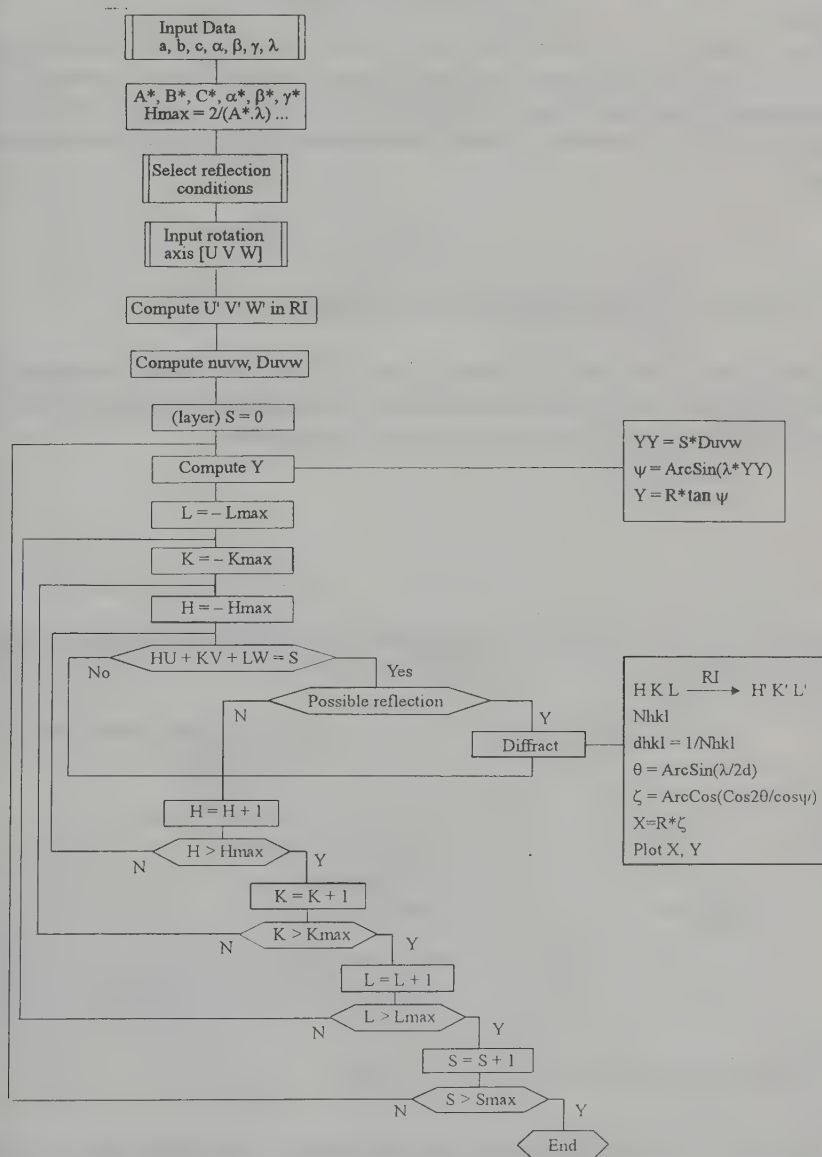 Input Data
a, b, c, α, β, γ, λ
A*, B*, C*, α*, β*, γ*
Hmax = 2/(A*.λ) ...
Select reflection
conditions
Input rotation
axis [U V W]
Compute U' V' W' in RI
Compute nuvw, Duvw
(layer) S = 0
Compute Y
YY = S*Duvw
ψ = ArcSin(λ*YY)
Y = R*tan ψ
L = – Lmax
K = – Kmax
H = – Hmax
HU + KV + LW = S
No
Yes
Possible reflection
N
Y
Diffract
H K L RI H' K' L'
Nhkl
dhkl = 1/Nhkl
θ = ArcSin(λ/2d)
ζ = ArcCos(Cos2θ/cosψ)
X=R*ζ
Plot X, Y
H = H + 1
H > Hmax
N
Y
K = K + 1
K > Kmax
N
Y
L = L + 1
L > Lmax
N
Y
S = S + 1
S > Smax
N
Y
End